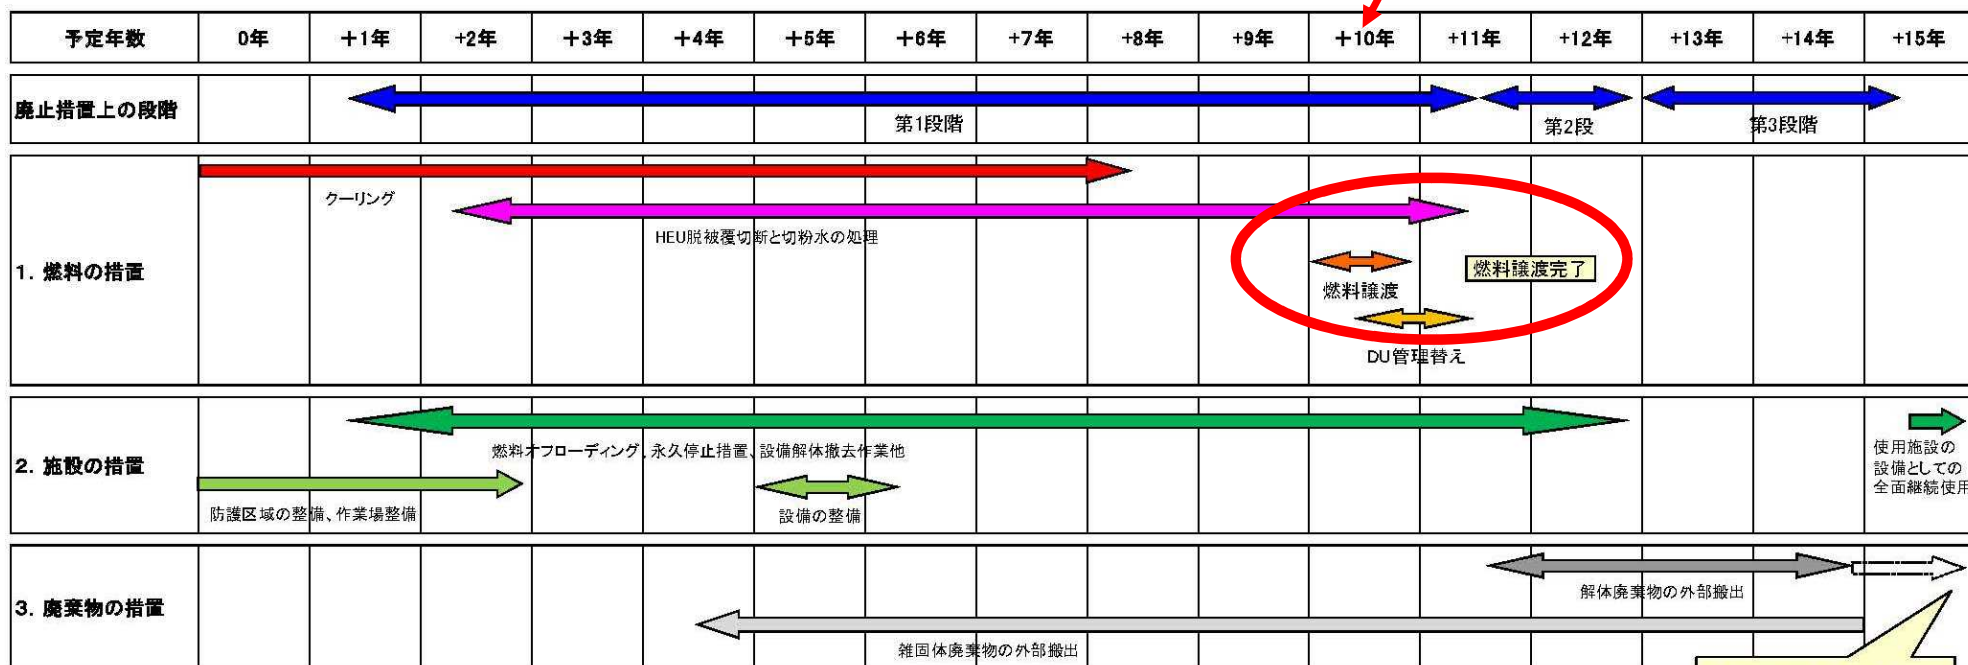 予定年数 0年 +1年 +2年 +3年 +4年 +5年 +6年 +7年 +8年 +9年 +10年 +11年 +12年 +13年 +14年 +15年
廃止措置上の段階
第1段階 第2段 第3段階
1. 燃料の措置
クーリング
HEU脱被覆切断と切粉水の処理
燃料譲渡完了
燃料譲渡
DU管理替え
2. 施設の措置
燃料オフローディング、永久停止措置、設備解体撤去作業他
防護区域の整備、作業場整備
設備の整備
使用施設の
設備としての
全面継続使用
3. 廃棄物の措置
解体廃棄物の外部搬出
雑固体廃棄物の外部搬出